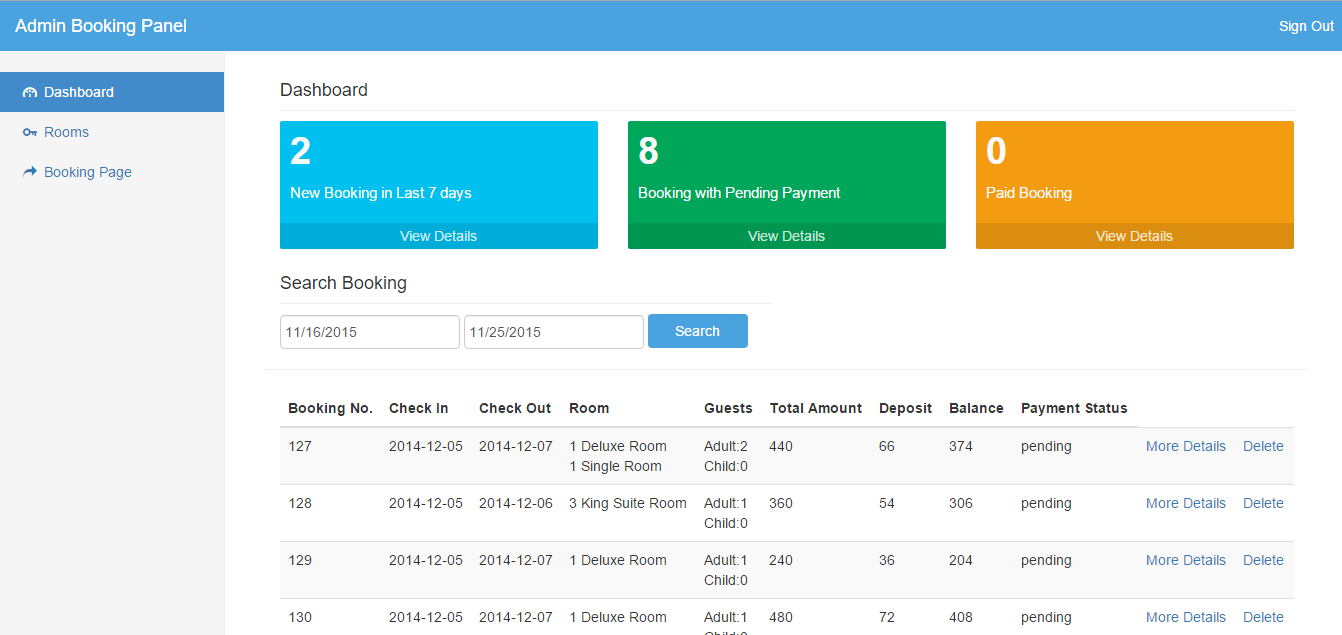 Admin Booking Panel
Sign Out
Dashboard
Rooms
Booking Page
Dashboard
2
New Booking in Last 7 days
View Details
8
Booking with Pending Payment
View Details
0
Paid Booking
View Details
Search Booking
11/16/2015 11/25/2015 Search
Booking No. Check In Check Out Room Guests Total Amount Deposit Balance Payment Status
127 2014-12-05 2014-12-07 1 Deluxe Room Adult:2 440 66 374 pending More Details Delete
1 Single Room Child:0
128 2014-12-05 2014-12-06 3 King Suite Room Adult:1 360 54 306 pending More Details Delete
Child:0
129 2014-12-05 2014-12-07 1 Deluxe Room Adult:1 240 36 204 pending More Details Delete
Child:0
130 2014-12-05 2014-12-07 1 Deluxe Room Adult:1 480 72 408 pending More Details Delete